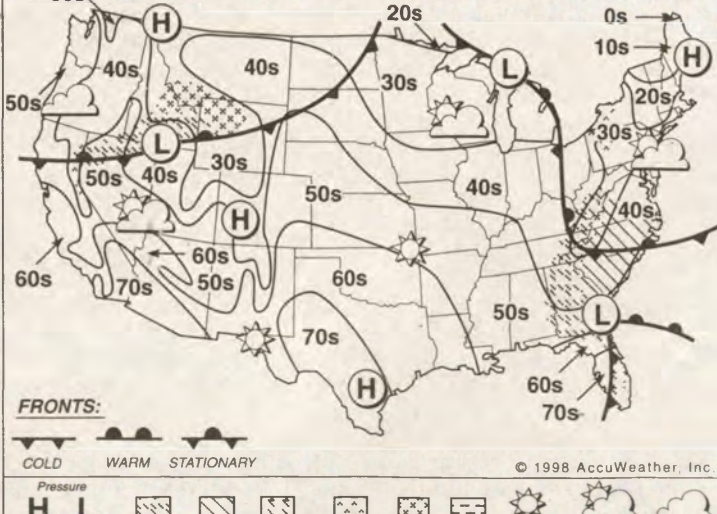 H
20s
0s
10s
H
40s
40s
30s
L
20s
50s
30s
L
50s
40s
30s
50s
40s
40s
H
60s
60s
70s
50s
60s
50s
L
70s
60s
70s
H
FRONTS:
COLD WARM STATIONARY
© 1998 AccuWeather, Inc.
Pressure
H L